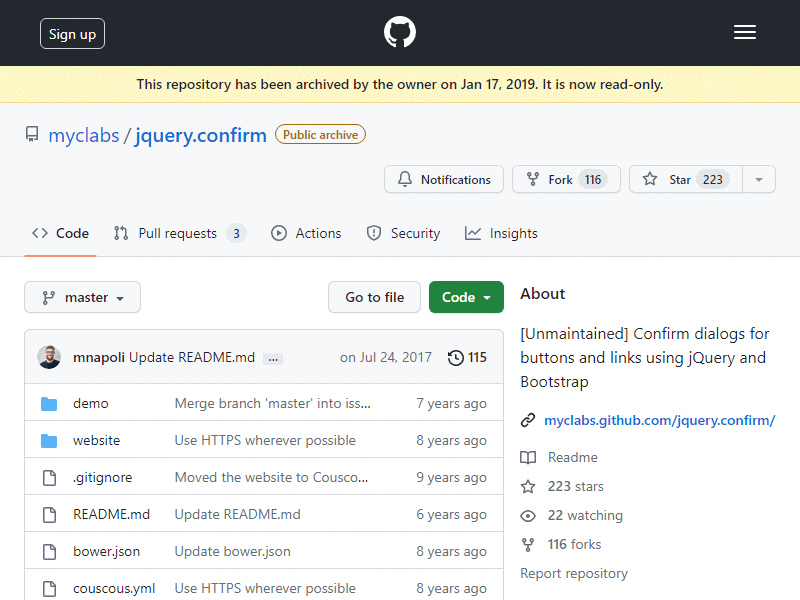 Sign up
This repository has been archived by the owner on Jan 17, 2019. It is now read-only.
myclabs / jquery.confirm Public archive
Notifications Fork 116 Star 223
Code Pull requests 3 Actions Security Insights
master Go to file Code
mnapoli Update README.md ... on Jul 24, 2017 115
demo Merge branch 'master' into iss... 7 years ago
website Use HTTPS wherever possible 8 years ago
.gitignore Moved the website to Cousco... 9 years ago
README.md Update README.md 6 years ago
bower.json Update bower.json 8 years ago
couscous.yml Use HTTPS wherever possible 8 years ago
About
[Unmaintained] Confirm dialogs for
buttons and links using jQuery and
Bootstrap
myclabs.github.com/jquery.confirm/
Readme
223 stars
22 watching
116 forks
Report repository